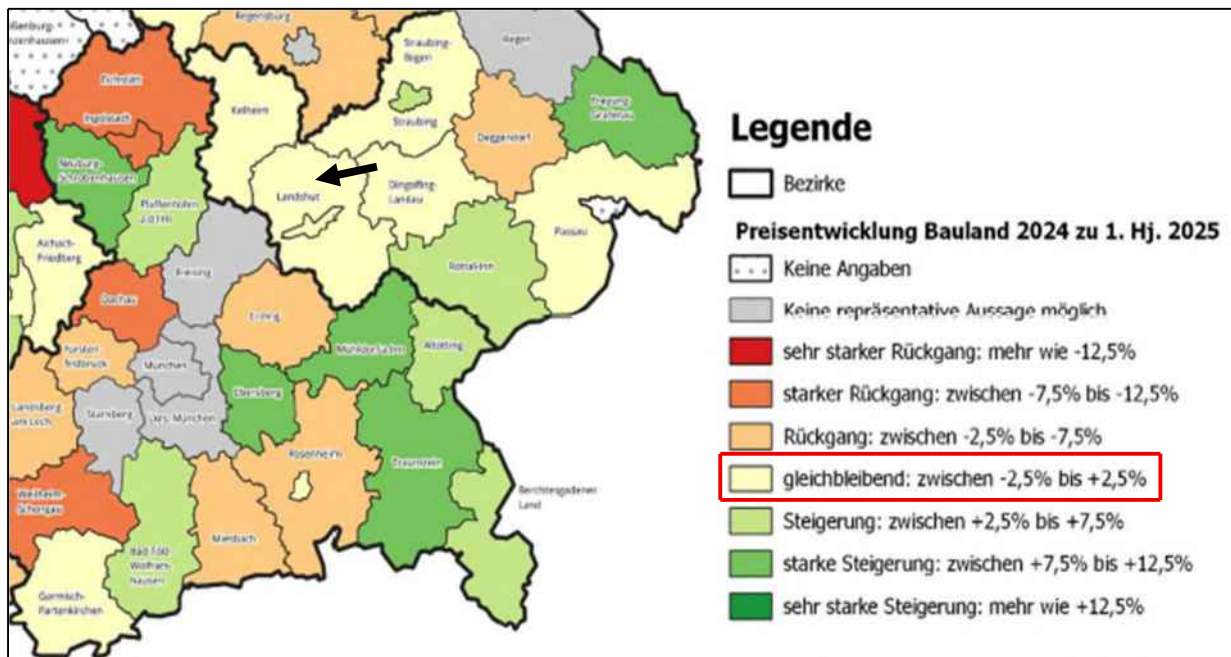 Regensburg
Straubing-
Bogen
Regen
Kelheim
Straubing
Deggendorf
Freyung-
Grafenau
Ingolstadt
Neuburg-
Schrobenhausen
Pfaffenhofen
Landshut
Dingolfing-
Landau
Passau
Aichach-
Friedberg
Freising
Rottal-Inn
Dachau
Erding
Mühldorf a.Inn
Altötting
Fürsten-
feldbruck
München
Ebersberg
Landsberg
am Lech
Starnberg
Lkrs. München
Rosenheim
Traunstein
Weilheim-
Schongau
Berchtesgadener
Land
Bad Tölz-
Wolfrats-
hausen
Miesbach
Garmisch-
Partenkirchen
Legende
Bezirke
Preisentwicklung Bauland 2024 zu 1. Hj. 2025
Keine Angaben
Keine repräsentative Aussage möglich
sehr starker Rückgang: mehr wie -12,5%
starker Rückgang: zwischen -7,5% bis -12,5%
Rückgang: zwischen -2,5% bis -7,5%
gleichbleibend: zwischen -2,5% bis +2,5%
Steigerung: zwischen +2,5% bis +7,5%
starke Steigerung: zwischen +7,5% bis +12,5%
sehr starke Steigerung: mehr wie +12,5%